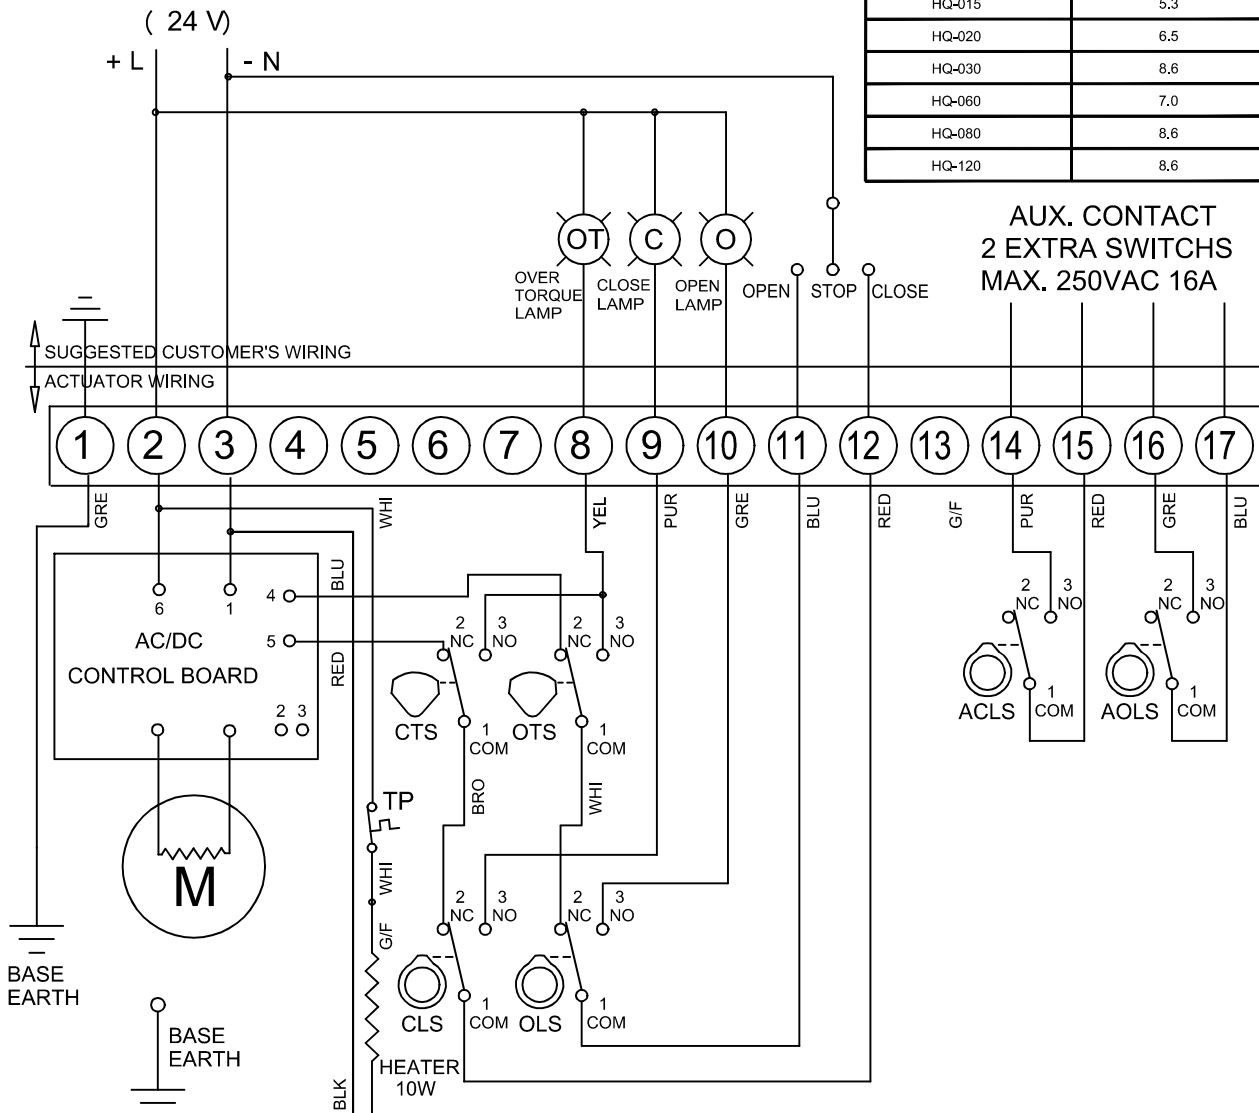 ( 24 V)
+ L
- N
HQ-015 5.3
HQ-020 6.5
HQ-030 8.6
HQ-060 7.0
HQ-080 8.6
HQ-120 8.6
AUX. CONTACT
2 EXTRA SWITCHS
MAX. 250VAC 16A
OT
C
O
OVER
TORQUE
LAMP
CLOSE
LAMP
OPEN
LAMP
OPEN
STOP
CLOSE
SUGGESTED CUSTOMER'S WIRING
ACTUATOR WIRING
1 2 3 4 5 6 7 8 9 10 11 12 13 14 15 16 17
GRE
WHI
YEL
PUR
GRE
BLU
RED
G/F
PUR
RED
GRE
BLU
6
1
4
5
2 3
AC/DC
CONTROL BOARD
BLU
RED
2
NC
3
NO
CTS
1
COM
2
NC
3
NO
OTS
1
COM
2
NC
3
NO
ACLS
1
COM
2
NC
3
NO
AOLS
1
COM
BRO
WHI
TP
WHI
G/F
M
2
NC
3
NO
CLS
1
COM
2
NC
3
NO
OLS
1
COM
BASE
EARTH
BASE
EARTH
BLK
HEATER
10W